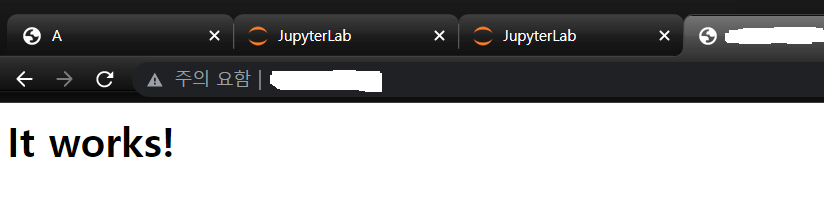 A
JupyterLab
JupyterLab
주의 요함
It works!